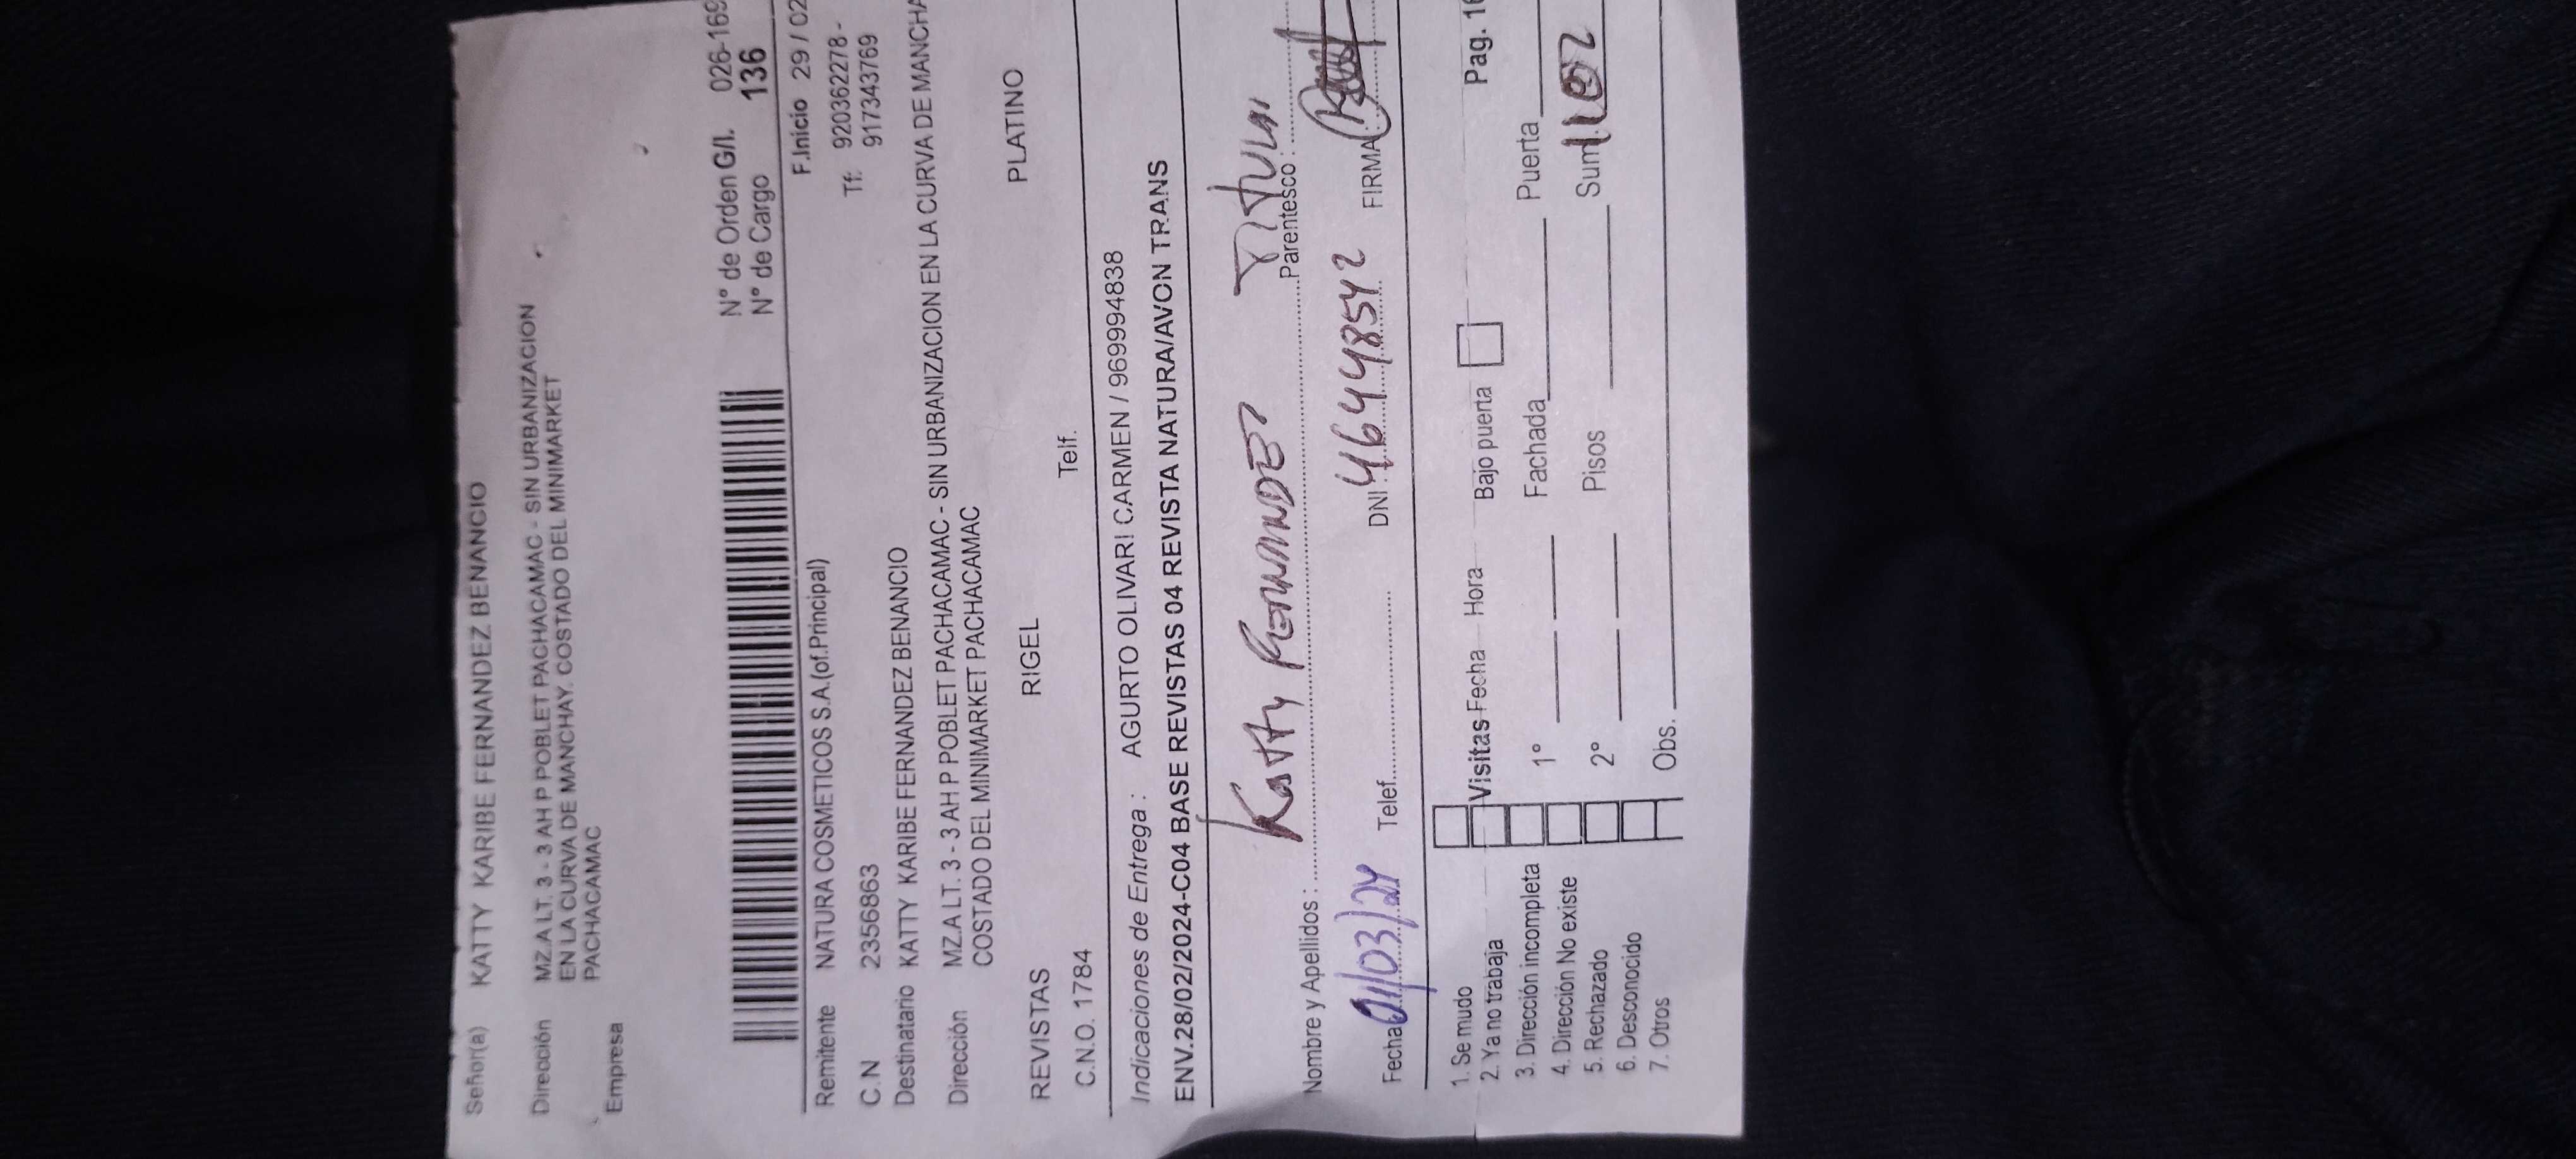 Señor(a) KATTY KARIBE FERNANDEZ BENANCIO
Dirección MZ.A LT. 3 - 3 AH P POBLET PACHACAMAC - SIN URBANIZACION
EN LA CURVA DE MANCHAY. COSTADO DEL MINIMARKET
PACHACAMAC
Empresa
N° de Orden G/I. 026-169
N° de Cargo 136
Remitente NATURA COSMETICOS S.A.(of.Principal) F.Inicio 29 / 02
C.N 2356863 Tf: 920362278 -
917343769
Destinatario KATTY KARIBE FERNANDEZ BENANCIO
Dirección MZ.A LT. 3 - 3 AH P POBLET PACHACAMAC - SIN URBANIZACION EN LA CURVA DE MANCHA
COSTADO DEL MINIMARKET PACHACAMAC
REVISTAS RIGEL PLATINO
C.N.O. 1784 Telf.
Indicaciones de Entrega : AGURTO OLIVARI CARMEN / 969994838
ENV.28/02/2024-C04 BASE REVISTAS 04 REVISTA NATURA/AVON TRANS
Nombre y Apellidos : Katty FERNANDEZ Parentesco : Titular
Fecha 01/03/24 Telef. DNI : 46448542 FIRMA
1. Se mudo
2. Ya no trabaja
3. Dirección incompleta
4. Dirección No existe
5. Rechazado
6. Desconocido
7. Otros
Visitas Fecha Hora Bajo puerta Pag. 16
1° Fachada Puerta
2° Pisos Sum
Obs.